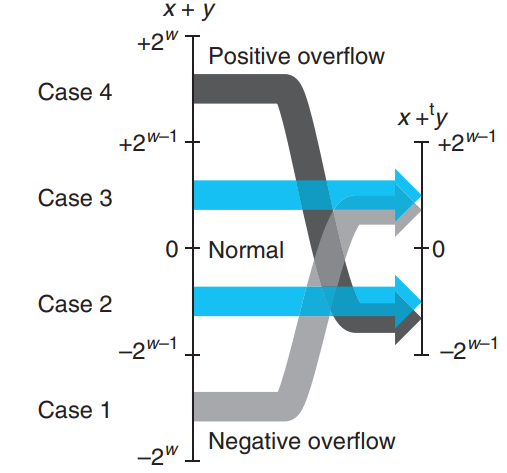 x + y
+2^w
Positive overflow
Case 4
x +^t y
+2^{w–1}
+2^{w–1}
Case 3
0
Normal
0
Case 2
–2^{w–1}
–2^{w–1}
Case 1
Negative overflow
–2^w